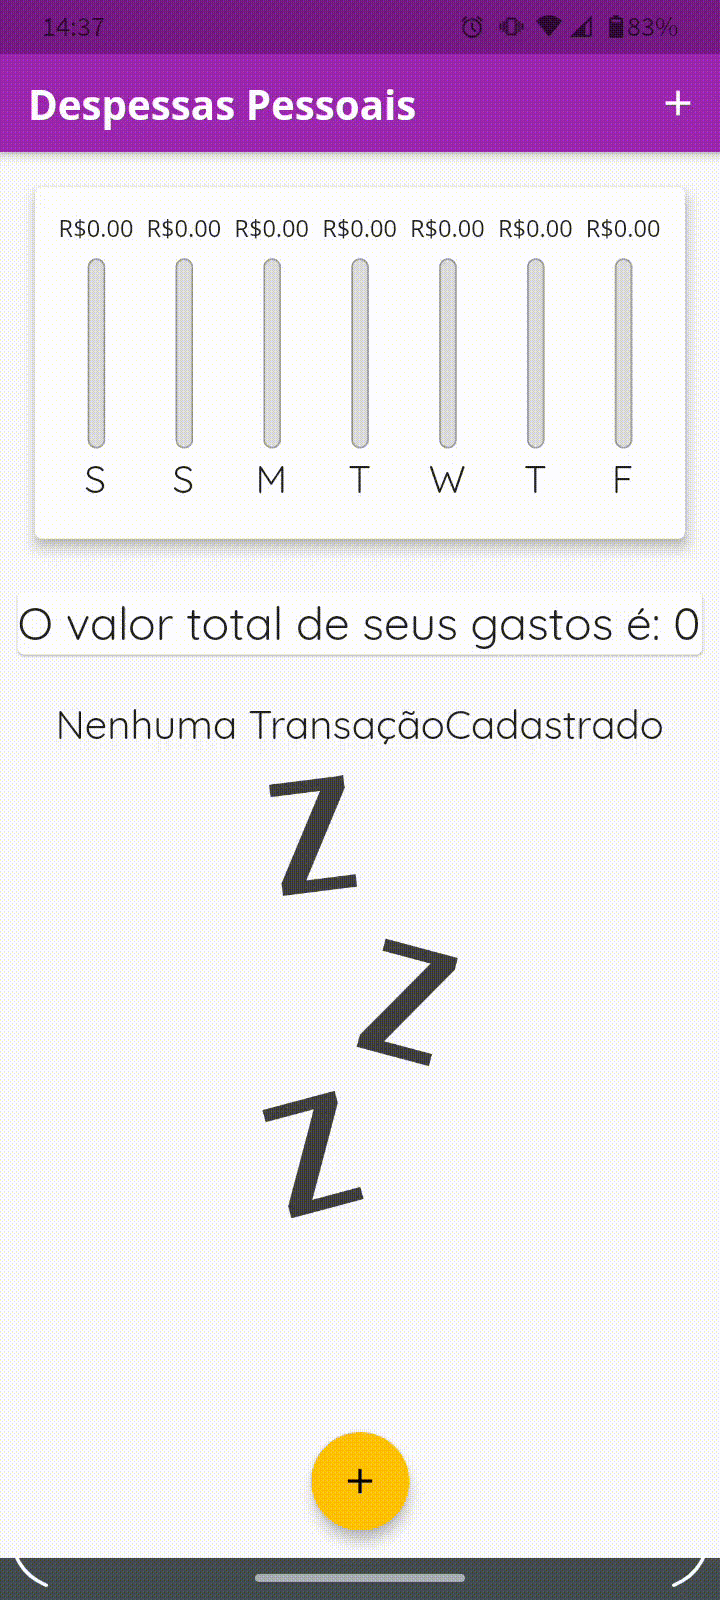 14:37 83%
Despessas Pessoais +
R$0.00 R$0.00 R$0.00 R$0.00 R$0.00 R$0.00 R$0.00
S S M T W T F
O valor total de seus gastos é: 0
Nenhuma TransaçãoCadastrado
Z
Z
Z
+